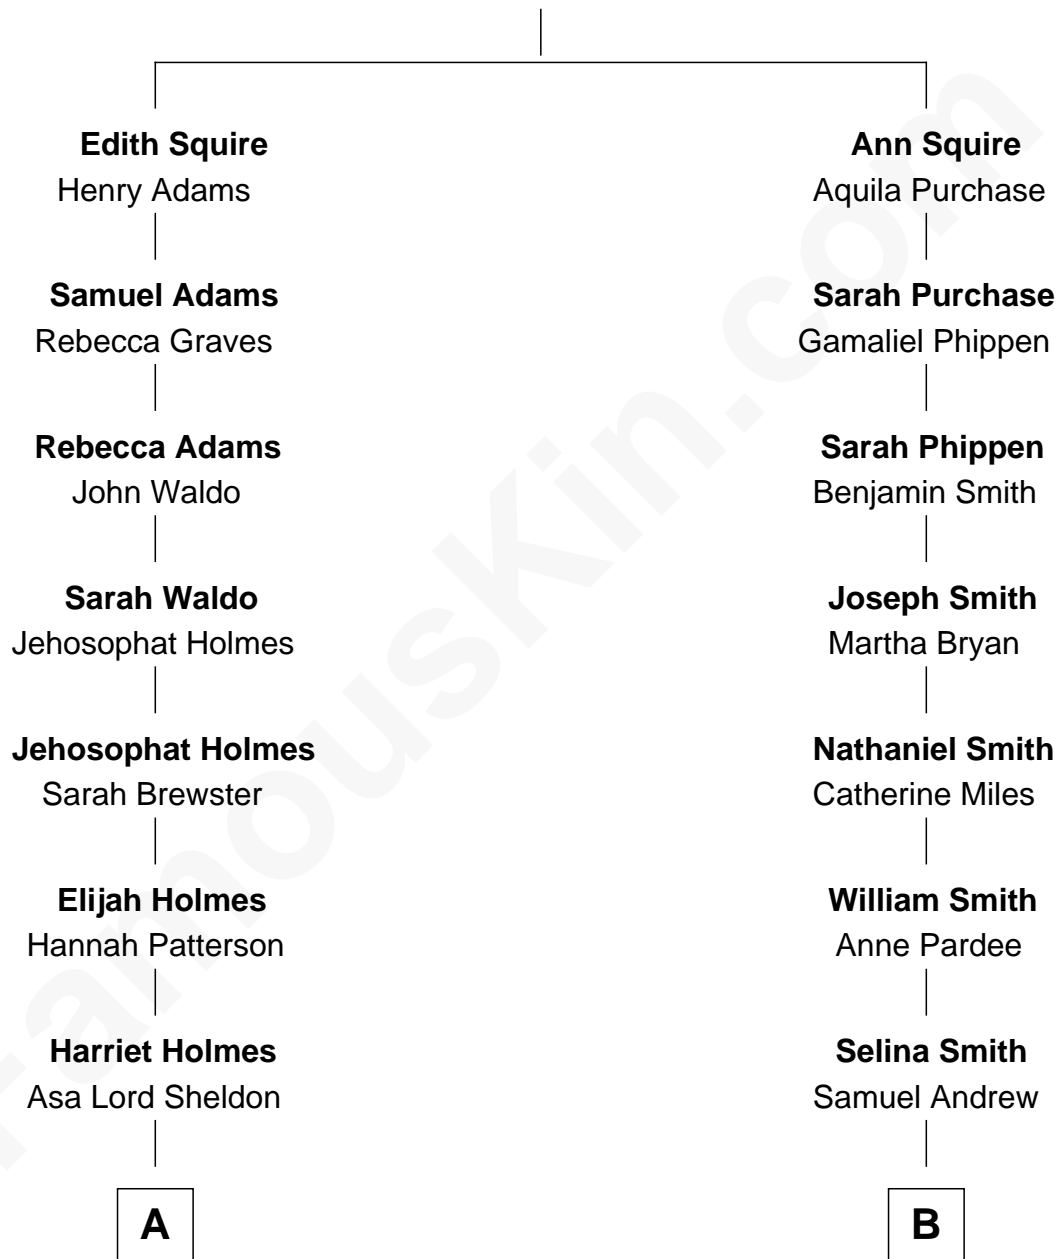 Edith Squire
Henry Adams
Samuel Adams
Rebecca Graves
Rebecca Adams
John Waldo
Sarah Waldo
Jehosophat Holmes
Jehosophat Holmes
Sarah Brewster
Elijah Holmes
Hannah Patterson
Harriet Holmes
Asa Lord Sheldon
A
Ann Squire
Aquila Purchase
Sarah Purchase
Gamaliel Phippen
Sarah Phippen
Benjamin Smith
Joseph Smith
Martha Bryan
Nathaniel Smith
Catherine Miles
William Smith
Anne Pardee
Selina Smith
Samuel Andrew
B
FamousKin.com